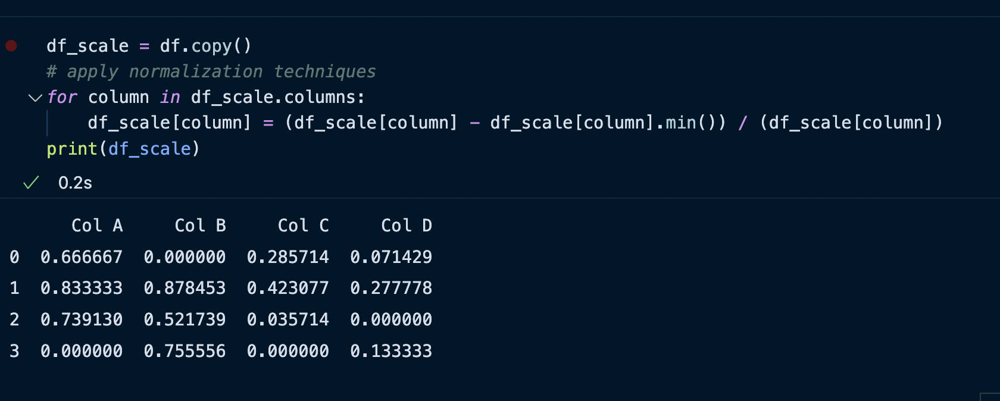 df_scale = df.copy()
# apply normalization techniques
for column in df_scale.columns:
    df_scale[column] = (df_scale[column] - df_scale[column].min()) / (df_scale[column])
print(df_scale)
0.2s
Col A Col B Col C Col D
0 0.666667 0.000000 0.285714 0.071429
1 0.833333 0.878453 0.423077 0.277778
2 0.739130 0.521739 0.035714 0.000000
3 0.000000 0.755556 0.000000 0.133333